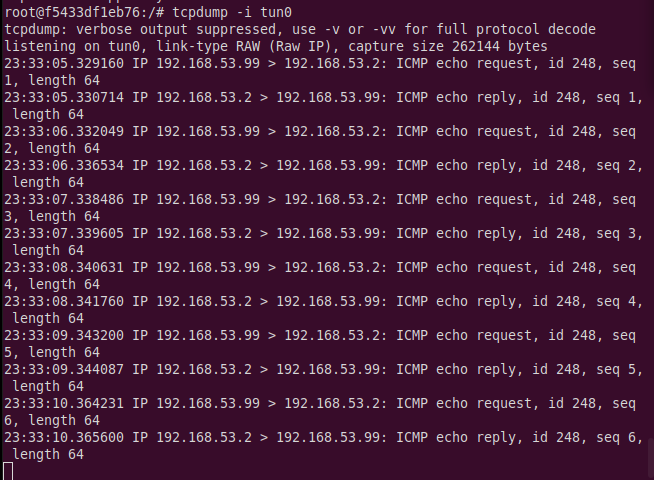 root@f5433df1eb76:/# tcpdump -i tun0
tcpdump: verbose output suppressed, use -v or -vv for full protocol decode
listening on tun0, link-type RAW (Raw IP), capture size 262144 bytes
23:33:05.329160 IP 192.168.53.99 > 192.168.53.2: ICMP echo request, id 248, seq
1, length 64
23:33:05.330714 IP 192.168.53.2 > 192.168.53.99: ICMP echo reply, id 248, seq 1,
length 64
23:33:06.332049 IP 192.168.53.99 > 192.168.53.2: ICMP echo request, id 248, seq
2, length 64
23:33:06.336534 IP 192.168.53.2 > 192.168.53.99: ICMP echo reply, id 248, seq 2,
length 64
23:33:07.338486 IP 192.168.53.99 > 192.168.53.2: ICMP echo request, id 248, seq
3, length 64
23:33:07.339605 IP 192.168.53.2 > 192.168.53.99: ICMP echo reply, id 248, seq 3,
length 64
23:33:08.340631 IP 192.168.53.99 > 192.168.53.2: ICMP echo request, id 248, seq
4, length 64
23:33:08.341760 IP 192.168.53.2 > 192.168.53.99: ICMP echo reply, id 248, seq 4,
length 64
23:33:09.343200 IP 192.168.53.99 > 192.168.53.2: ICMP echo request, id 248, seq
5, length 64
23:33:09.344087 IP 192.168.53.2 > 192.168.53.99: ICMP echo reply, id 248, seq 5,
length 64
23:33:10.364231 IP 192.168.53.99 > 192.168.53.2: ICMP echo request, id 248, seq
6, length 64
23:33:10.365600 IP 192.168.53.2 > 192.168.53.99: ICMP echo reply, id 248, seq 6,
length 64